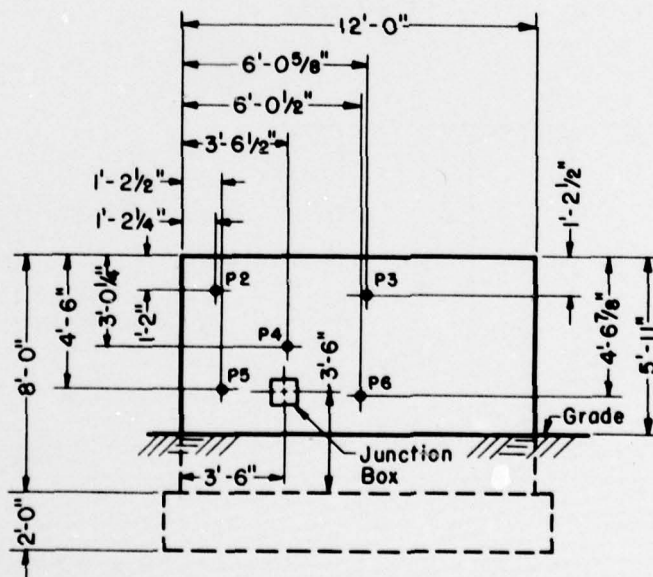 12'-0"
6'-0 5/8"
6'-0 1/2"
3'-6 1/2"
1'-2 1/2"
1'-2 1/4"
1'-2 1/2"
P2
P3
P4
P5
P6
8'-0"
4'-6"
3'-0 1/4"
1'-2"
3'-6"
4'-6 7/8"
5'-11"
Grade
Junction
Box
3'-6"
2'-0"